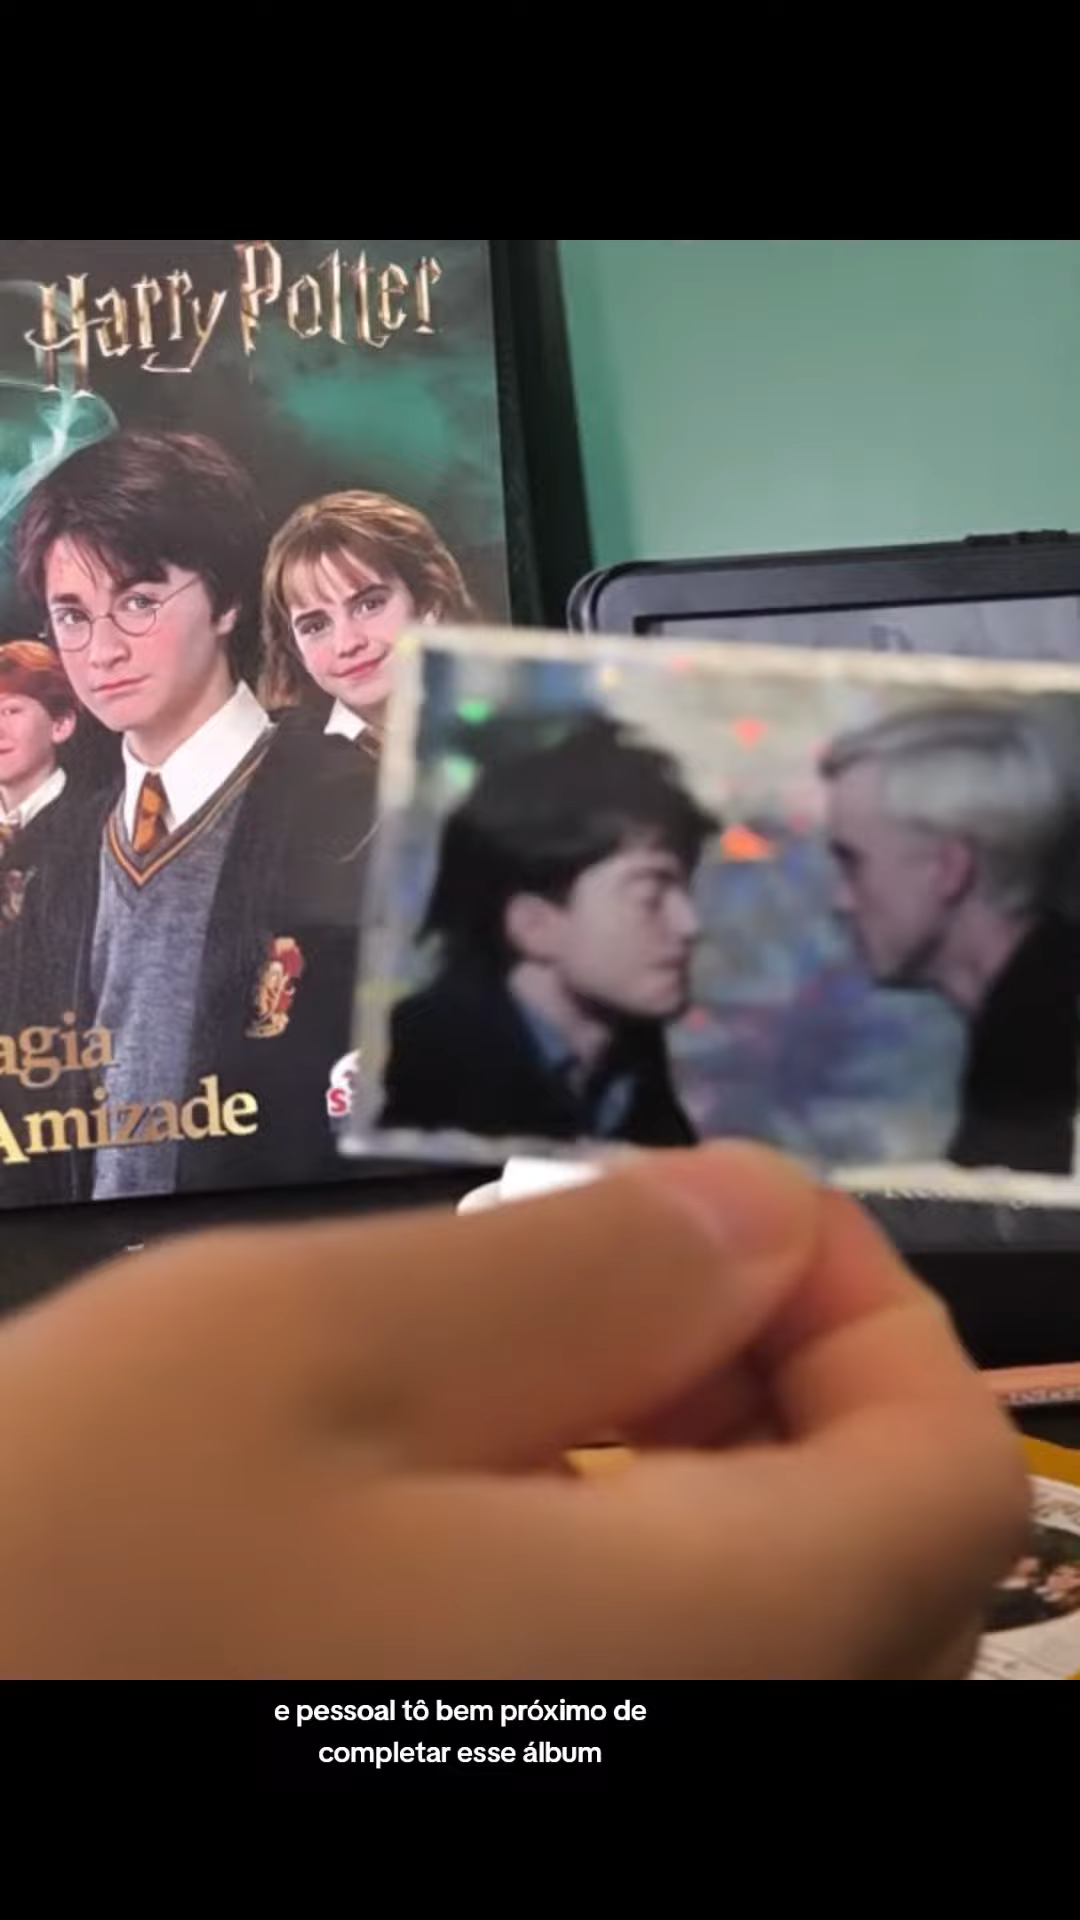 Harry Potter
agia
Amizade
e pessoal tô bem próximo de
completar esse álbum